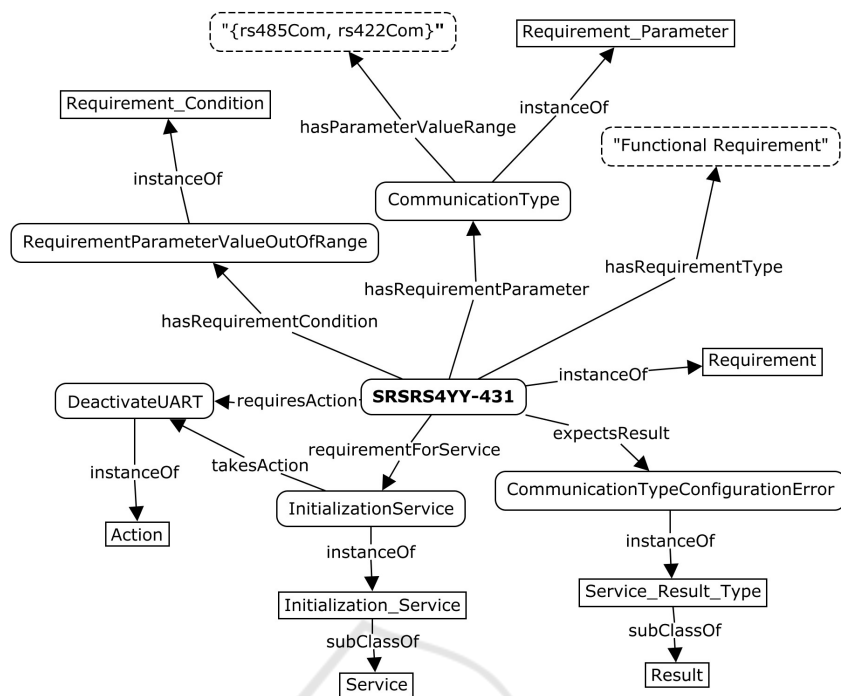 "{rs485Com, rs422Com}"
Requirement_Parameter
Requirement_Condition
instanceOf
hasParameterValueRange
"Functional Requirement"
instanceOf
CommunicationType
RequirementParameterValueOutOfRange
hasRequirementType
hasRequirementParameter
hasRequirementCondition
Requirement
instanceOf
DeactivateUART
requiresAction
SRSRS4YY-431
expectsResult
requirementForService
takesAction
instanceOf
CommunicationTypeConfigurationError
InitializationService
Action
instanceOf
instanceOf
Service_Result_Type
Initialization_Service
subClassOf
subClassOf
Result
Service